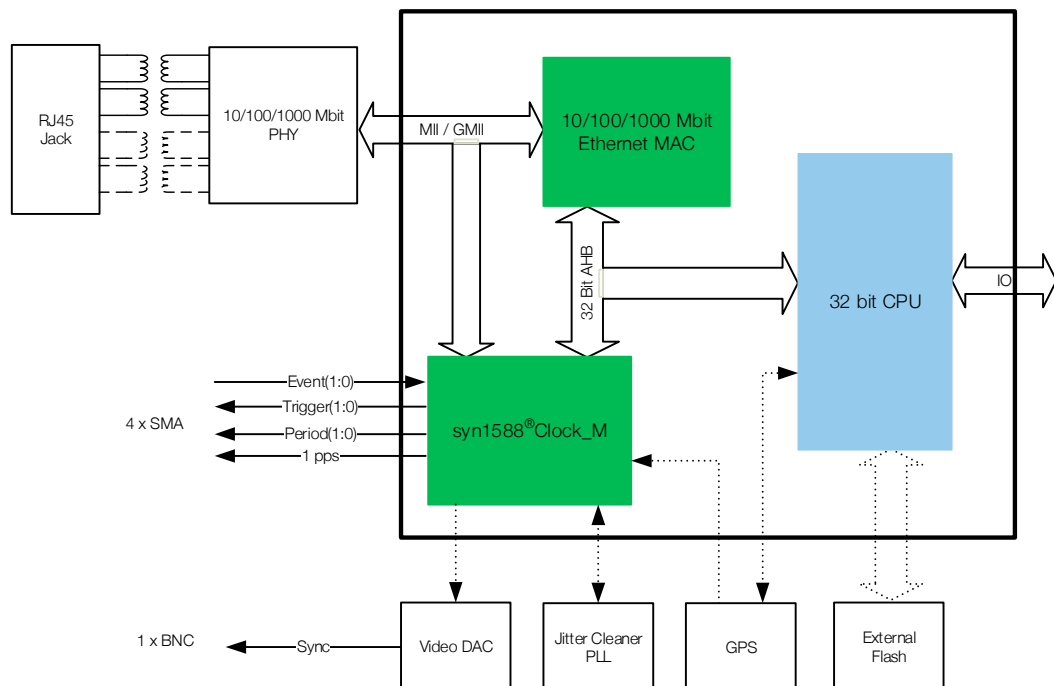 RJ45
Jack
10/100/1000 Mbit
PHY
MII / GMII
10/100/1000 Mbit
Ethernet MAC
32 Bit AHB
32 bit CPU
IO
4 x SMA
Event(1:0)
Trigger(1:0)
Period(1:0)
1 pps
syn1588®Clock_M
1 x BNC
Sync
Video DAC
Jitter Cleaner
PLL
GPS
External
Flash